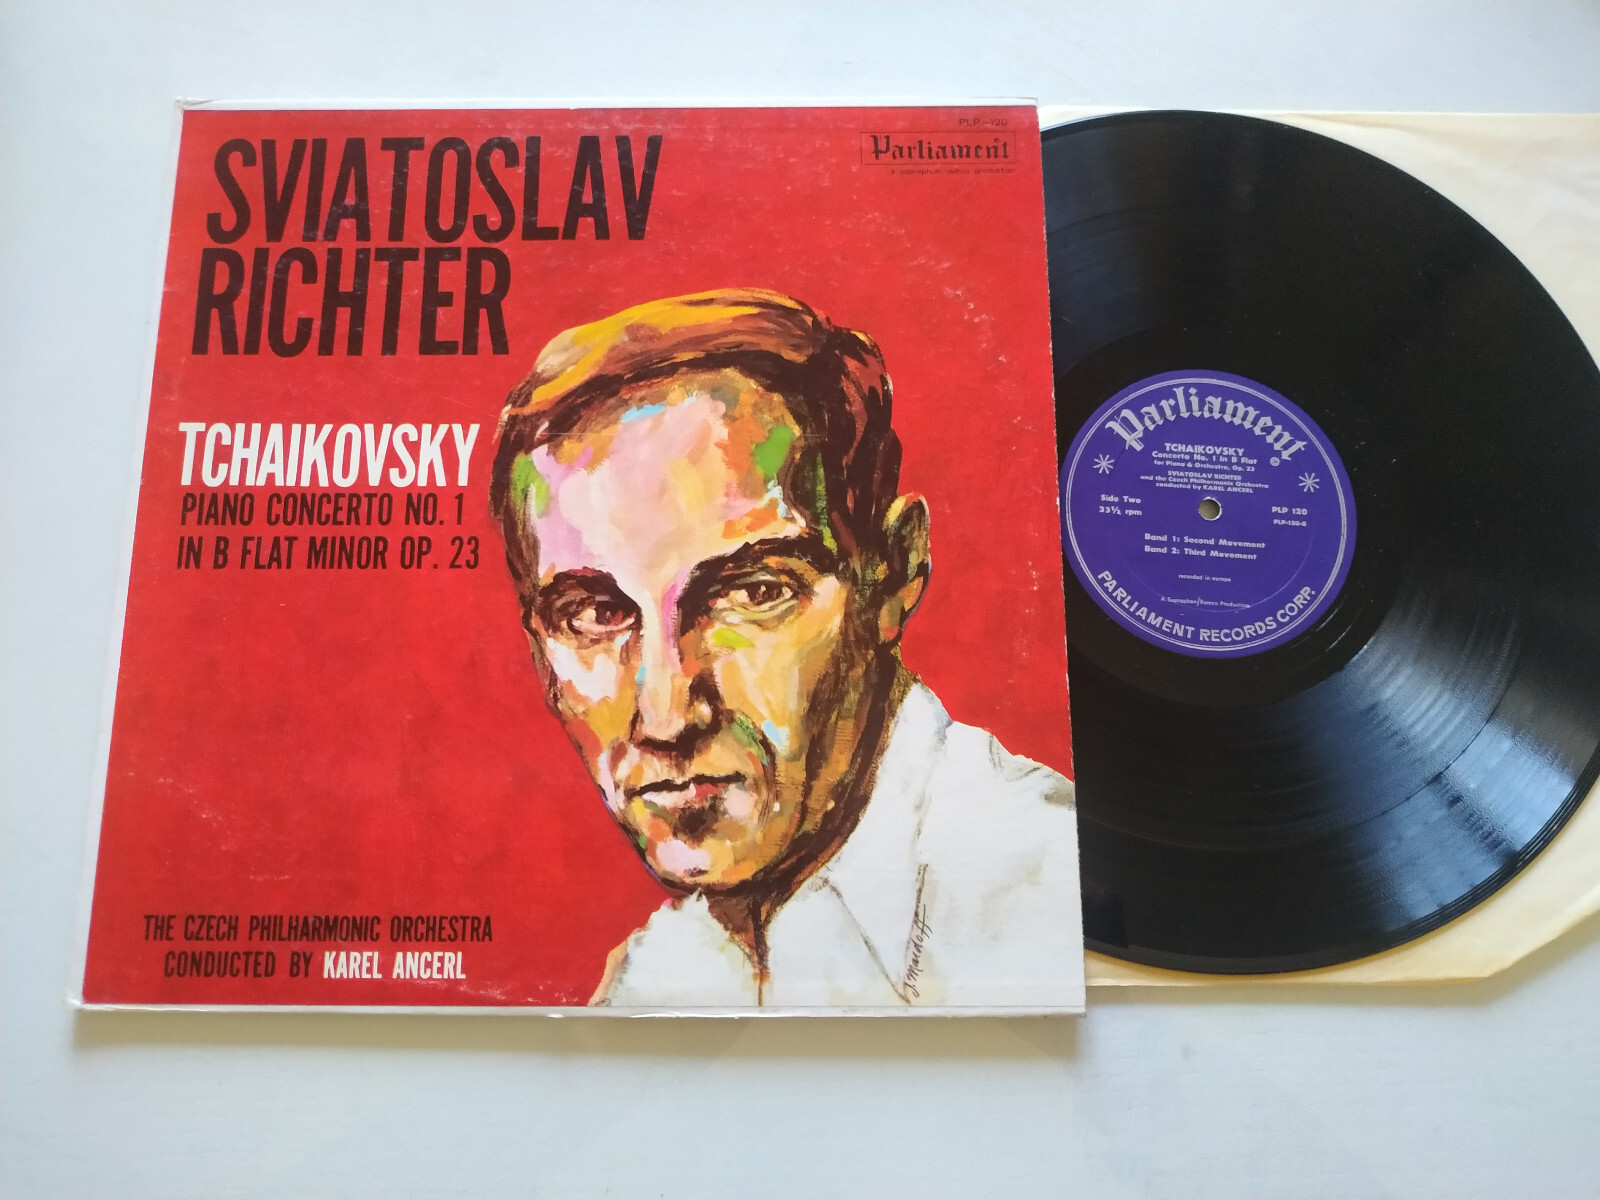 SVIATOSLAV
RICHTER
PLP-120
Parliament
a supraphon/ramco production
TCHAIKOVSKY
PIANO CONCERTO NO. 1
IN B FLAT MINOR OP. 23
THE CZECH PHILHARMONIC ORCHESTRA
CONDUCTED BY KAREL ANCERL
Parliament
TCHAIKOVSKY
Concerto No. 1 in B Flat
for Piano & Orchestra, Op. 23
SVIATOSLAV RICHTER
and the Czech Philharmonic Orchestra
conducted by KAREL ANCERL
Side Two
33⅓ rpm
PLP 120
PLP-120-B
Band 1: Second Movement
Band 2: Third Movement
recorded in europe
A Supraphon/Ramco Production
PARLIAMENT RECORDS CORP.